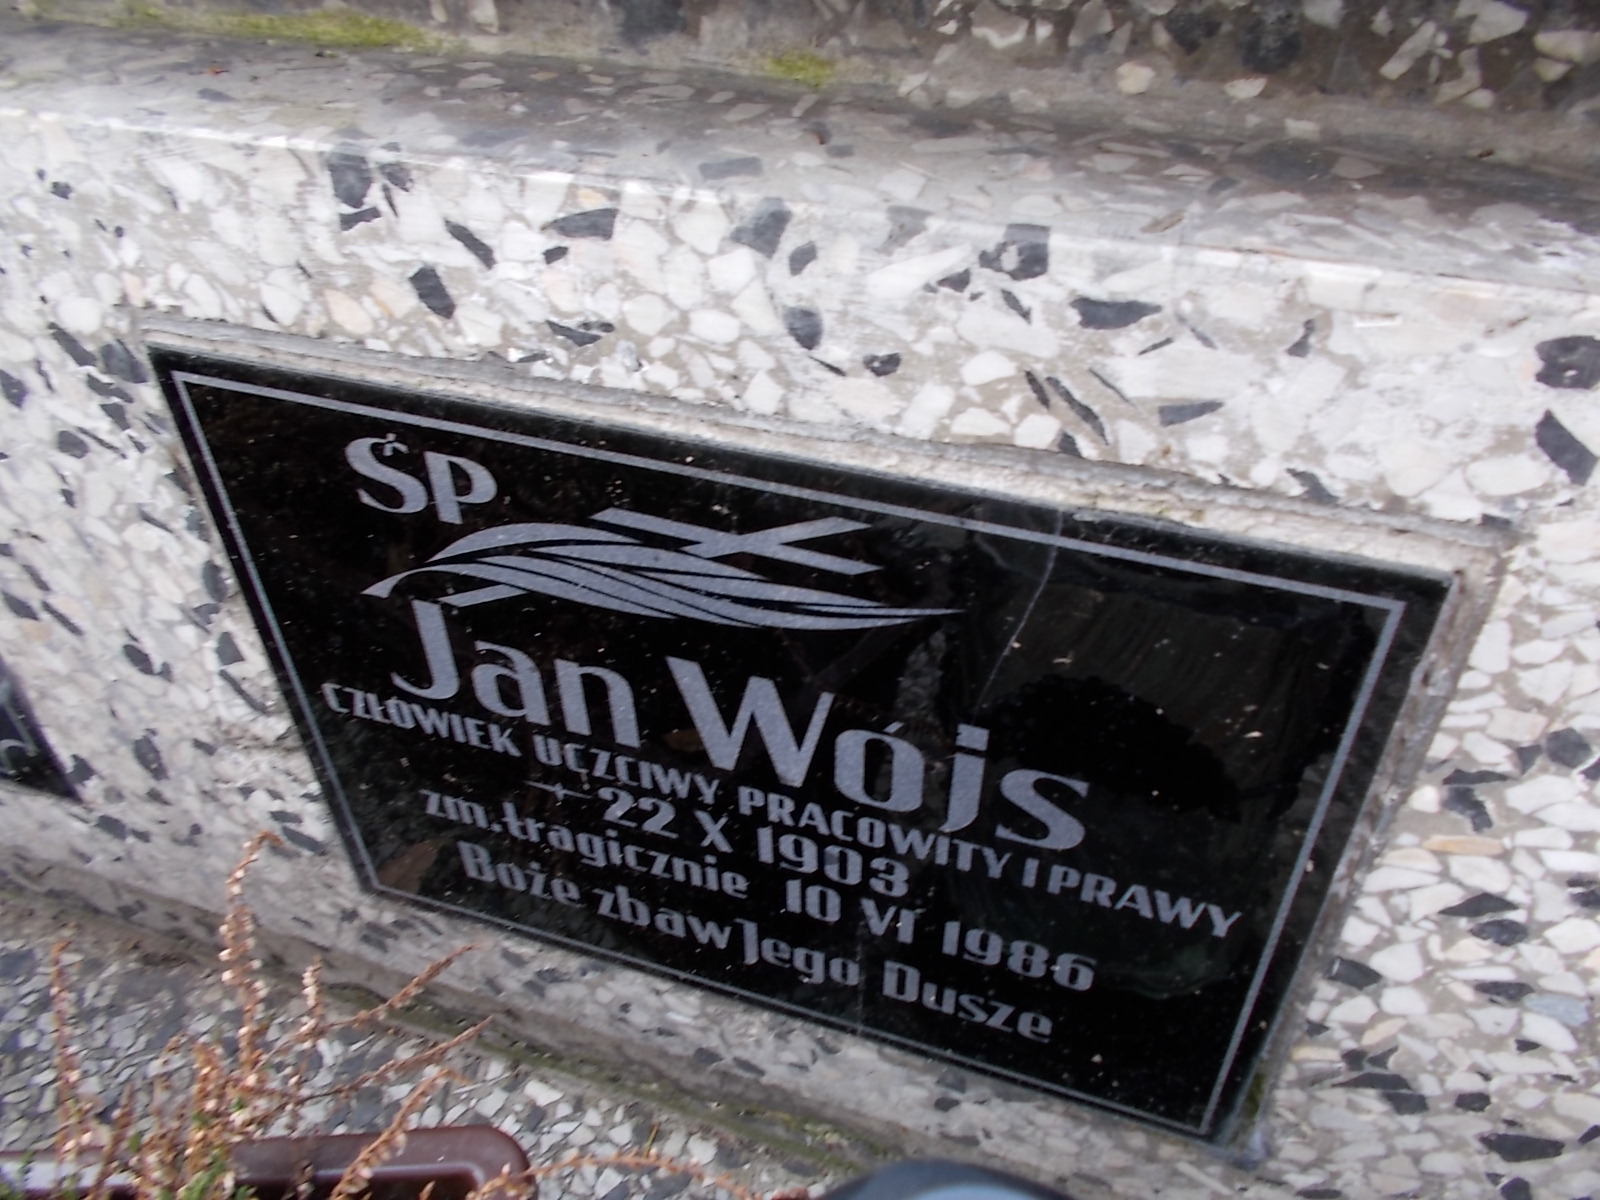 ŚP
Jan Wójs
CZŁOWIEK UCZCIWY PRACOWITY I PRAWY
22 X 1903
zm. tragicznie 10 VI 1986
Boże zbaw Jego Dusze